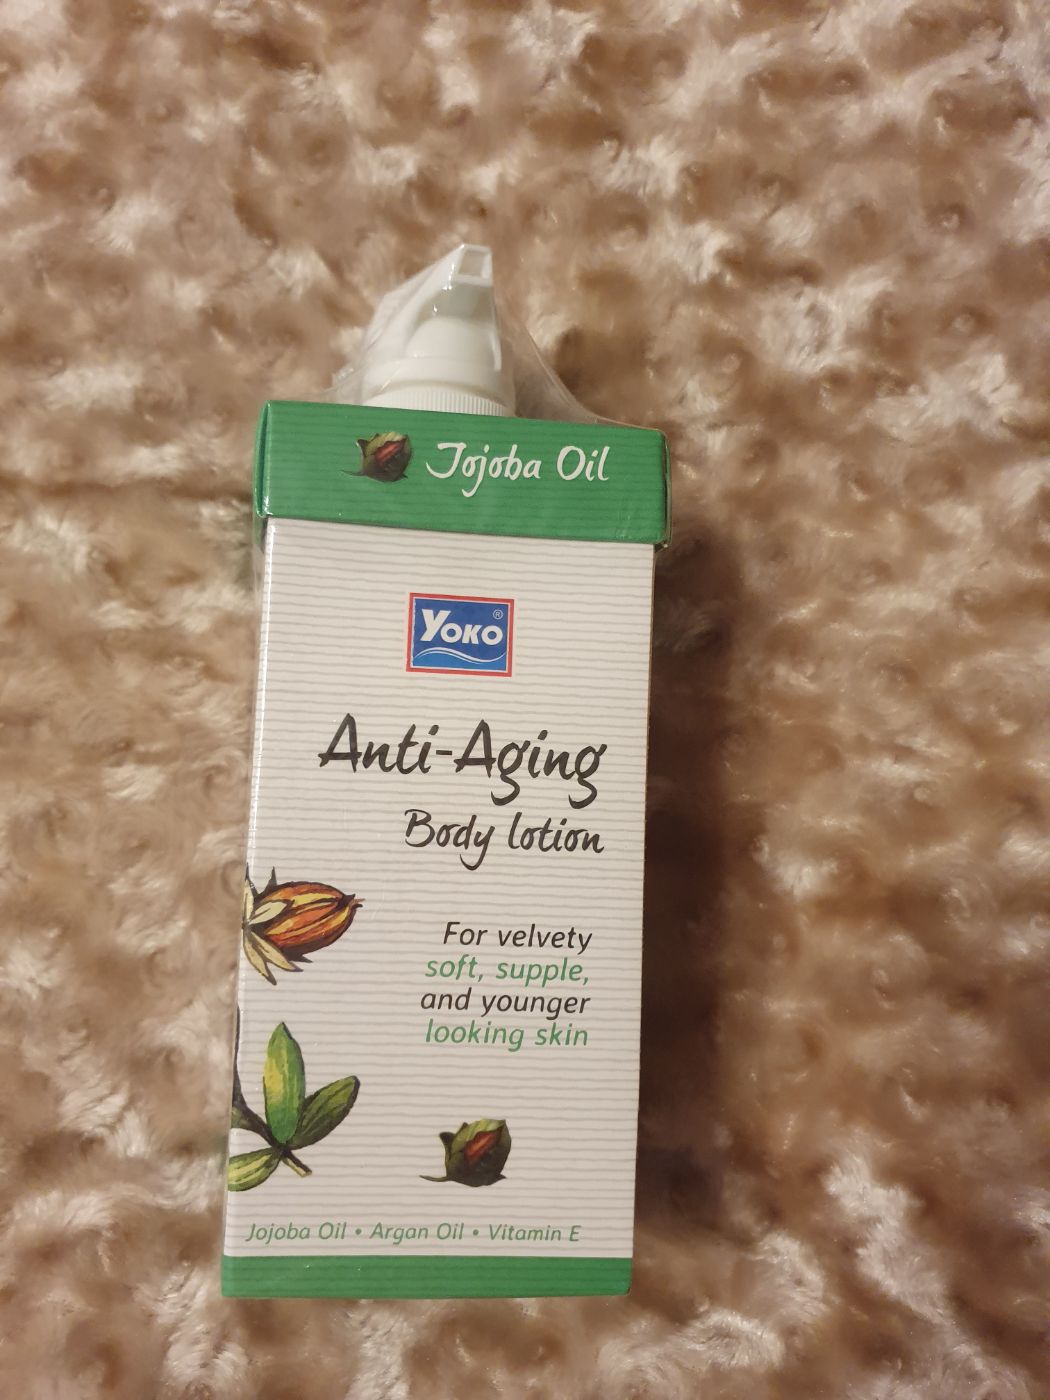 Jojoba Oil
YOKO ®
Anti-Aging
Body lotion
For velvety
soft, supple,
and younger
looking skin
Jojoba Oil • Argan Oil • Vitamin E